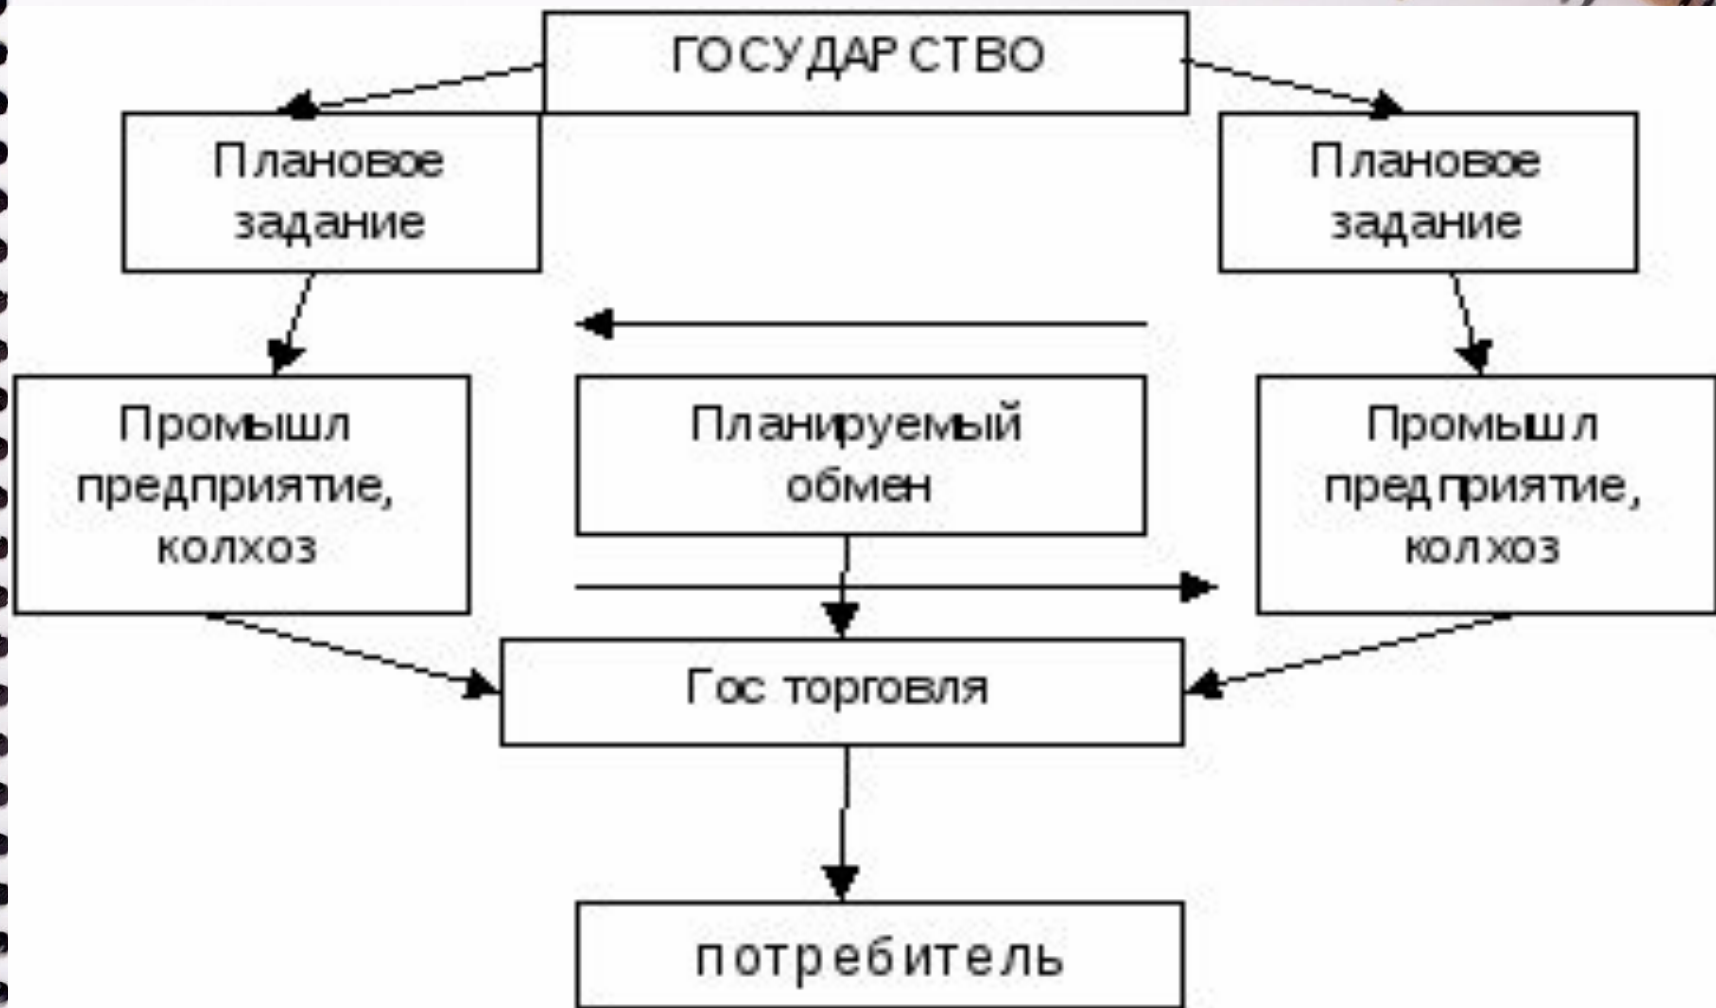 ГОСУДАРСТВО
Плановое
задание
Плановое
задание
Промышл
предприятие,
колхоз
Планируемый
обмен
Промышл
предприятие,
колхоз
Гос торговля
потребитель